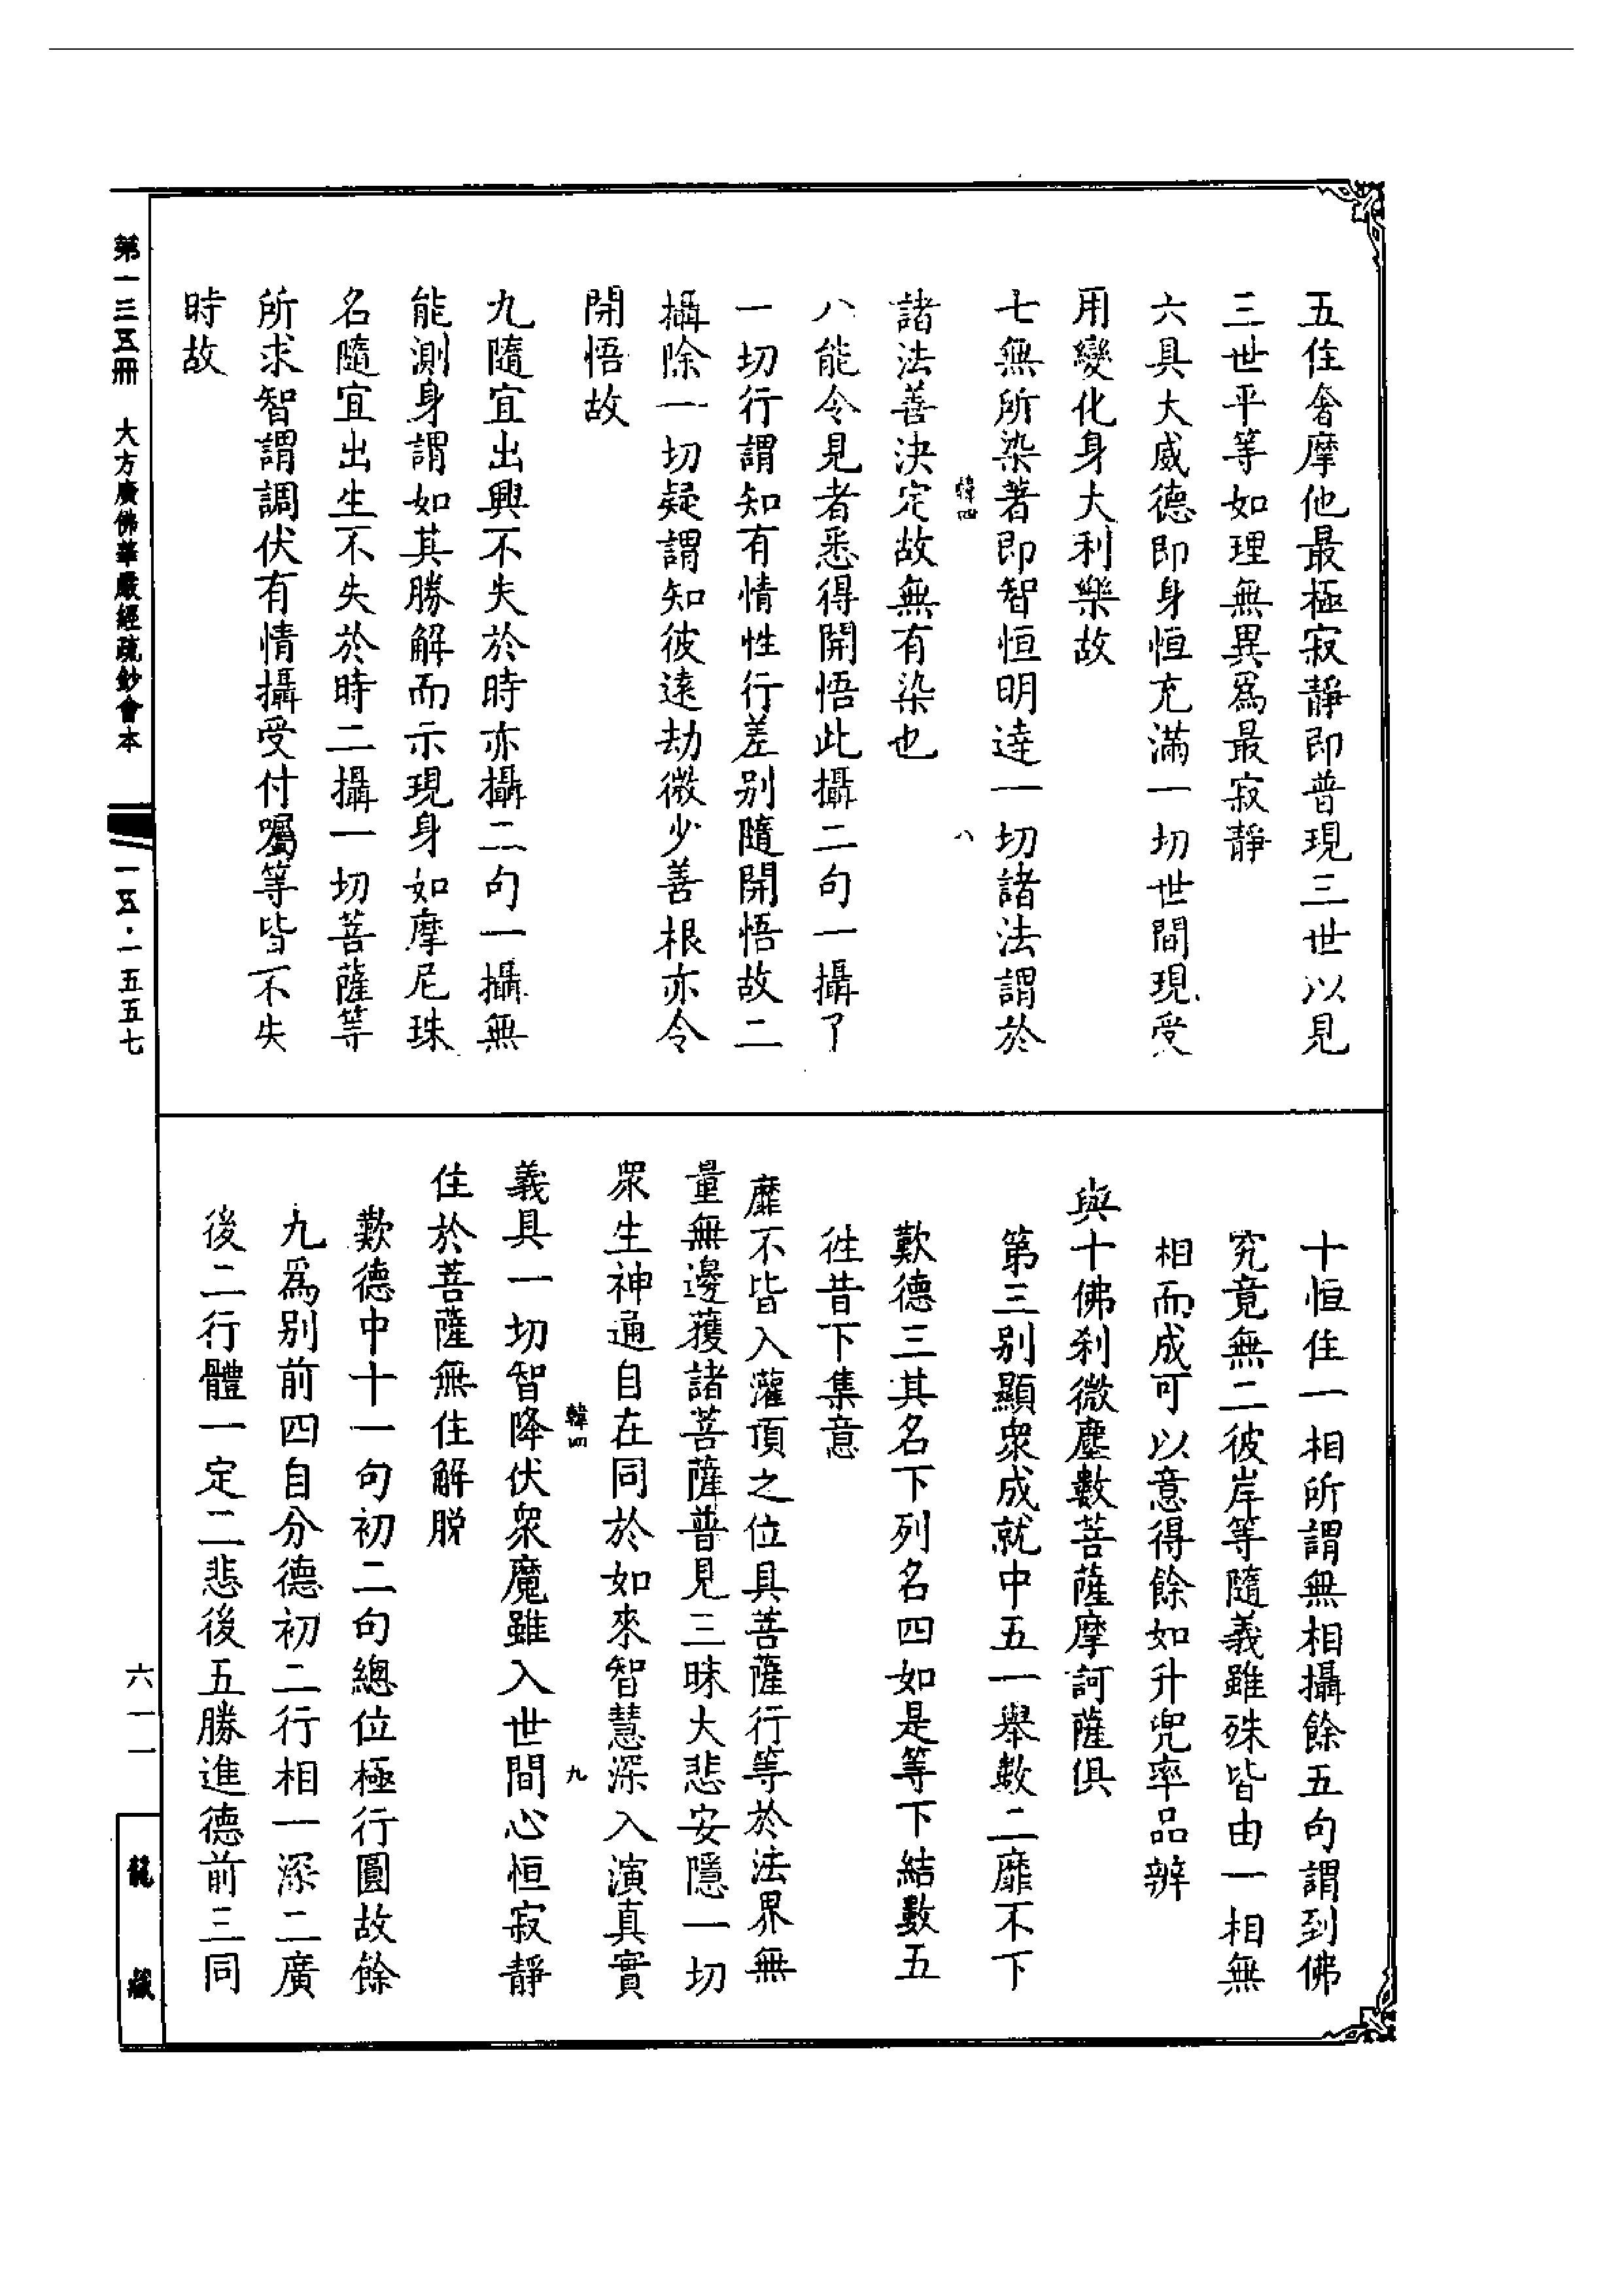 五住奢摩他最極寂靜即普現三世以見
三世平等如理無異爲最寂靜
六具大威德即身恒充滿一切世間現受
用變化身大利樂故
七無所染著即智恒明達一切諸法謂於
韓四 八
諸法善決定故無有染也
八能令見者悉得開悟此攝二句一攝了
一切行謂知有情性行差別隨開悟故二
攝除一切疑謂知彼遠劫微少善根亦令
開悟故
九隨宜出興不失於時亦攝二句一攝無
能測身謂如其勝解而示現身如摩尼珠
名隨宜出生不失於時二攝一切菩薩等
所求智謂調伏有情攝受付囑等皆不失
時故
十恒住一相所謂無相攝餘五句謂到佛
究竟無二彼岸等隨義雖殊皆由一相無
相而成可以意得餘如升兜率品辨
與十佛刹微塵數菩薩摩訶薩俱
第三別顯衆成就中五一舉數二靡不下
歎德三其名下列名四如是等下結數五
徃昔下集意
靡不皆入灌頂之位具菩薩行等於法界無
量無邊獲諸菩薩普見三昧大悲安隱一切
衆生神通自在同於如來智慧深入演真實
韓四 九
義具一切智降伏衆魔雖入世間心恒寂靜
住於菩薩無住解脱
歎德中十一句初二句總位極行圓故餘
九爲別前四自分德初二行相一深二廣
後二行體一定二悲後五勝進德前三同
第一三五冊 大方廣佛華嚴經疏鈔會本 一五·一五五七
六一一
龍藏